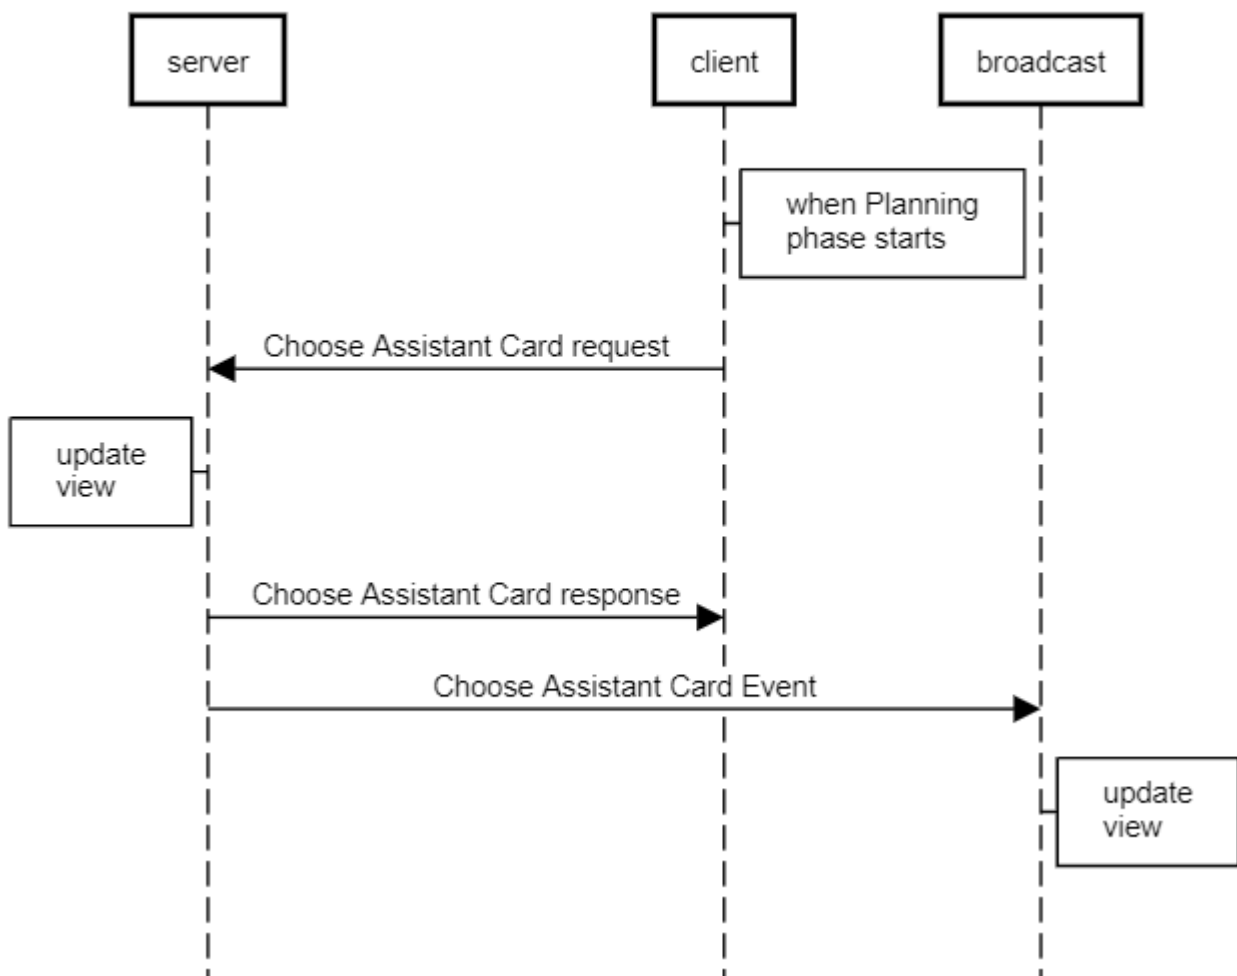 server
client
broadcast
when Planning
phase starts
Choose Assistant Card request
update
view
Choose Assistant Card response
Choose Assistant Card Event
update
view